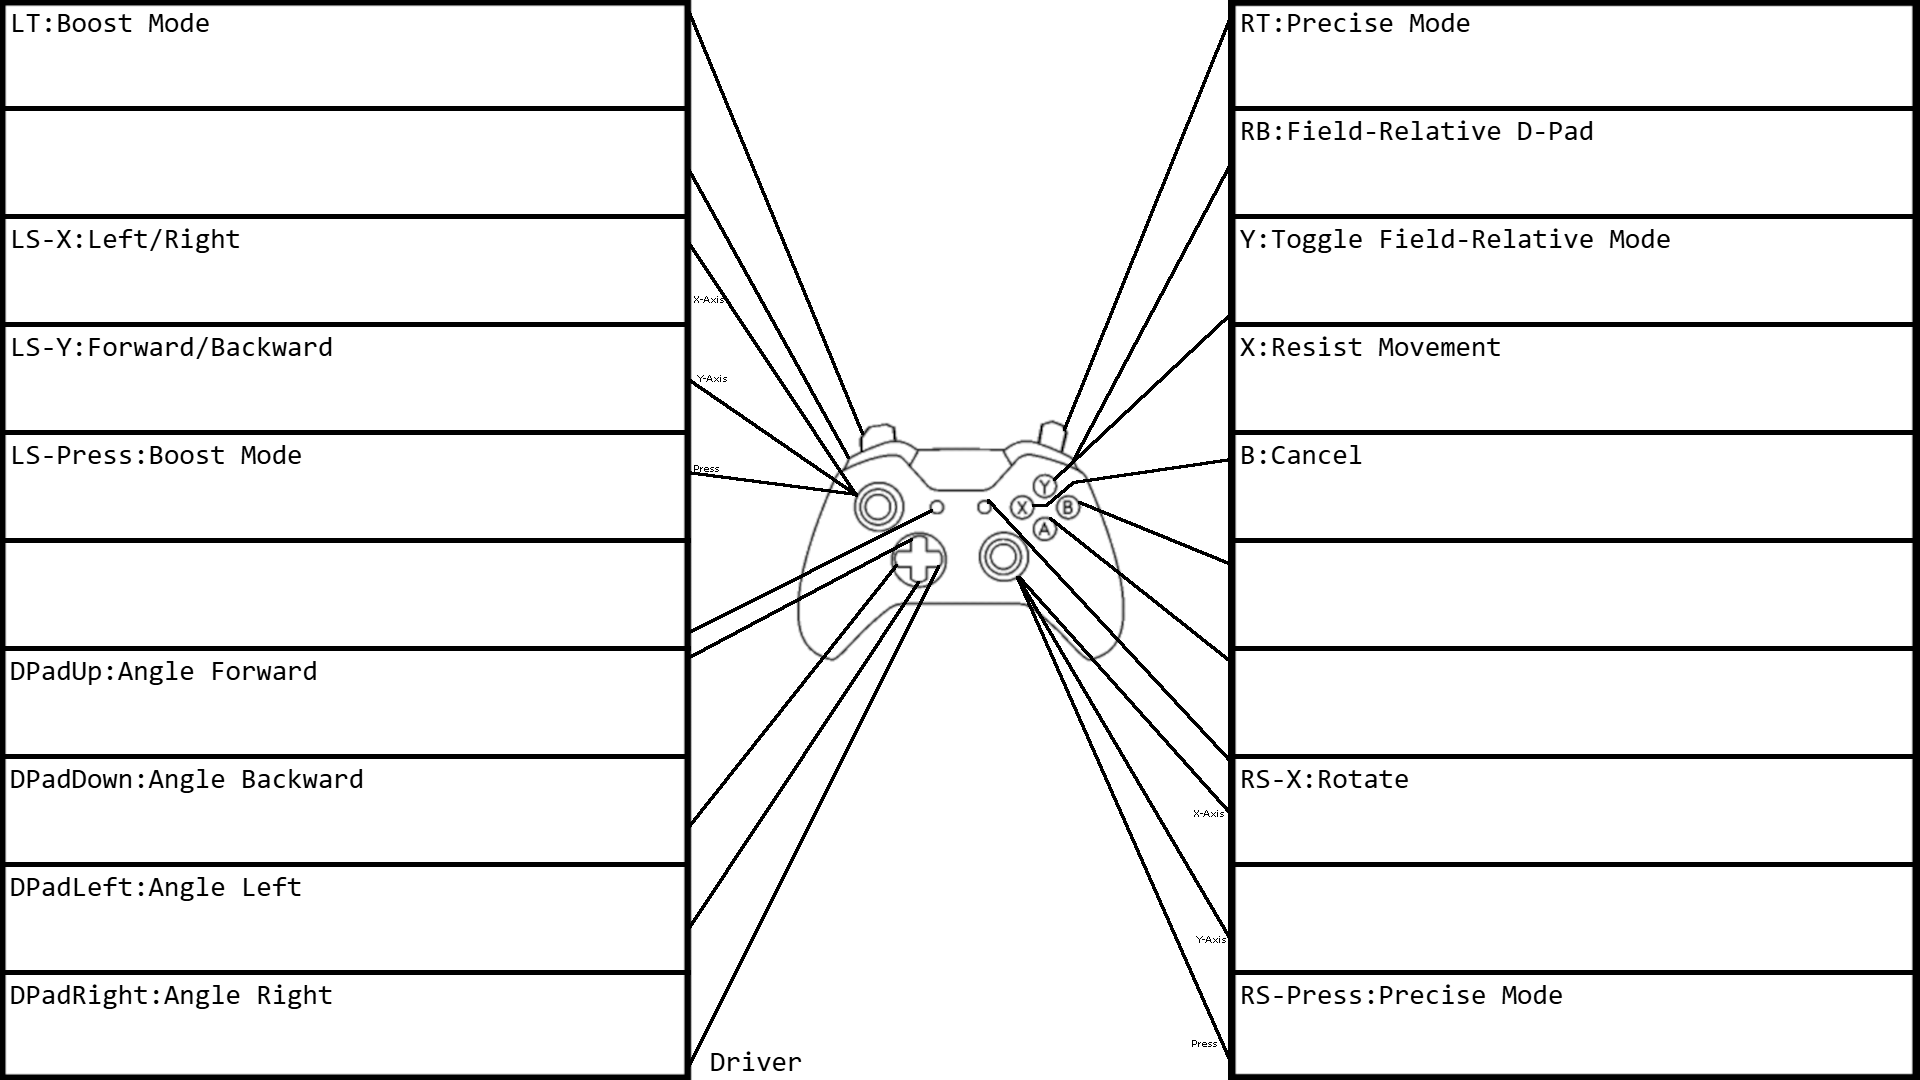 LT:Boost Mode
LS-X:Left/Right
LS-Y:Forward/Backward
LS-Press:Boost Mode
DPadUp:Angle Forward
DPadDown:Angle Backward
DPadLeft:Angle Left
DPadRight:Angle Right
X-Axis
Y-Axis
Press
Y
X
B
A
X-Axis
Y-Axis
Press
Driver
RT:Precise Mode
RB:Field-Relative D-Pad
Y:Toggle Field-Relative Mode
X:Resist Movement
B:Cancel
RS-X:Rotate
RS-Press:Precise Mode